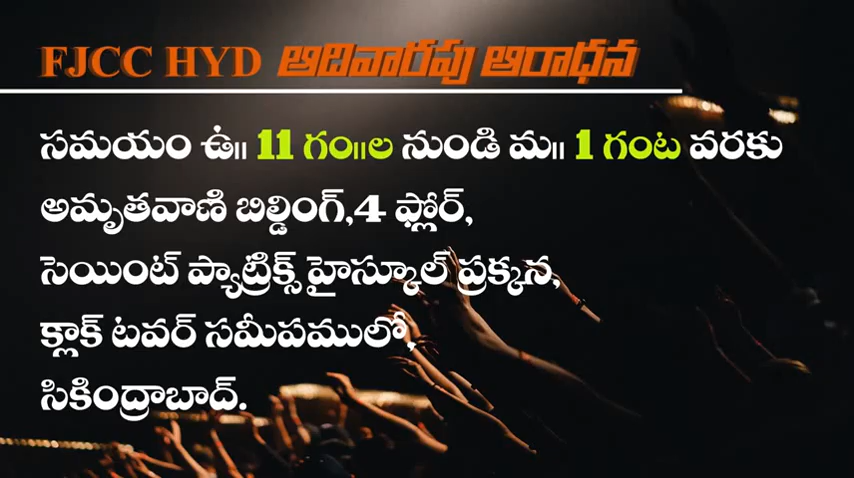 FJCC HYD ఆదివారపు ఆరాధన
సమయం ఉ॥ 11 గం॥ల నుండి మ॥ 1 గంట వరకు
అమృతవాణి బిల్డింగ్,4 ఫ్లోర్,
సెయింట్ ప్యాట్రిక్స్ హైస్కూల్ ప్రక్కన,
క్లాక్ టవర్ సమీపములో,
సికింద్రాబాద్.